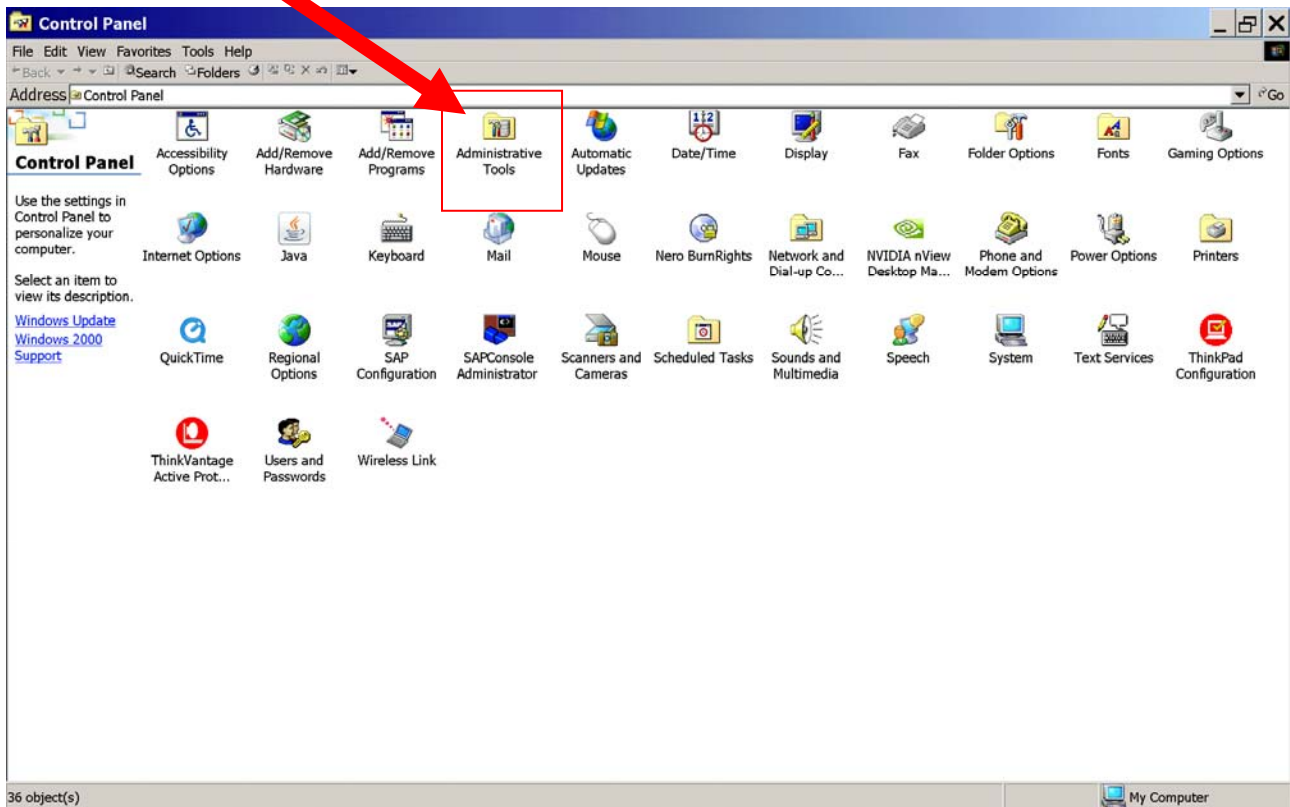 Control Panel
File Edit View Favorites Tools Help
Back Search Folders
Address Control Panel Go
Control Panel
Use the settings in
Control Panel to
personalize your
computer.
Select an item to
view its description.
Windows Update
Windows 2000
Support
Accessibility
Options
Add/Remove
Hardware
Add/Remove
Programs
Administrative
Tools
Automatic
Updates
Date/Time
Display
Fax
Folder Options
Fonts
Gaming Options
Internet Options
Java
Keyboard
Mail
Mouse
Nero BurnRights
Network and
Dial-up Co...
NVIDIA nView
Desktop Ma...
Phone and
Modem Options
Power Options
Printers
QuickTime
Regional
Options
SAP
Configuration
SAPConsole
Administrator
Scanners and
Cameras
Scheduled Tasks
Sounds and
Multimedia
Speech
System
Text Services
ThinkPad
Configuration
ThinkVantage
Active Prot...
Users and
Passwords
Wireless Link
36 object(s)
My Computer